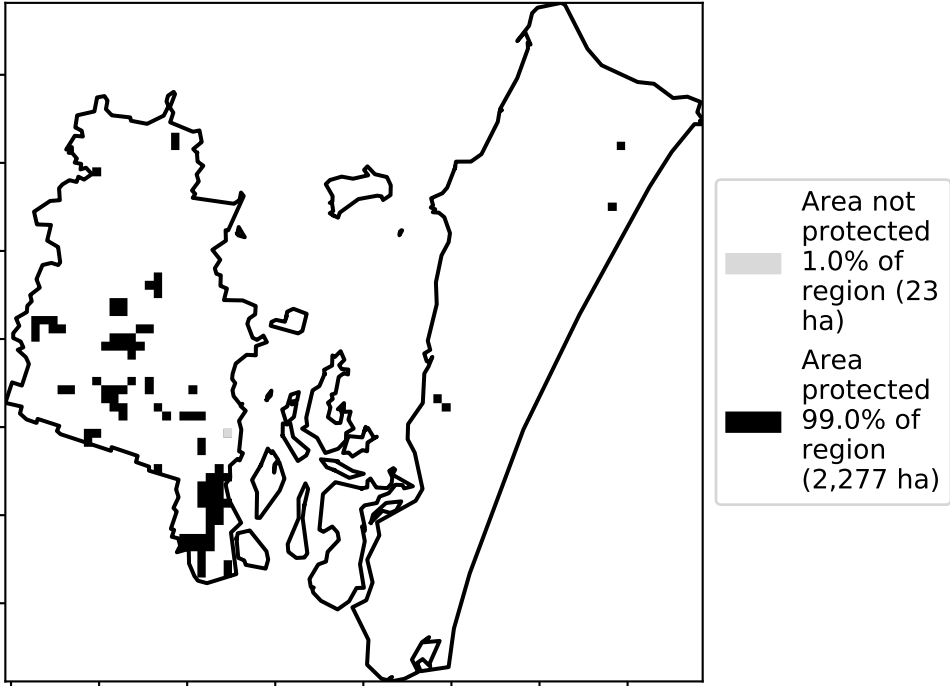 Area not
protected
1.0% of
region (23
ha)
Area
protected
99.0% of
region
(2,277 ha)